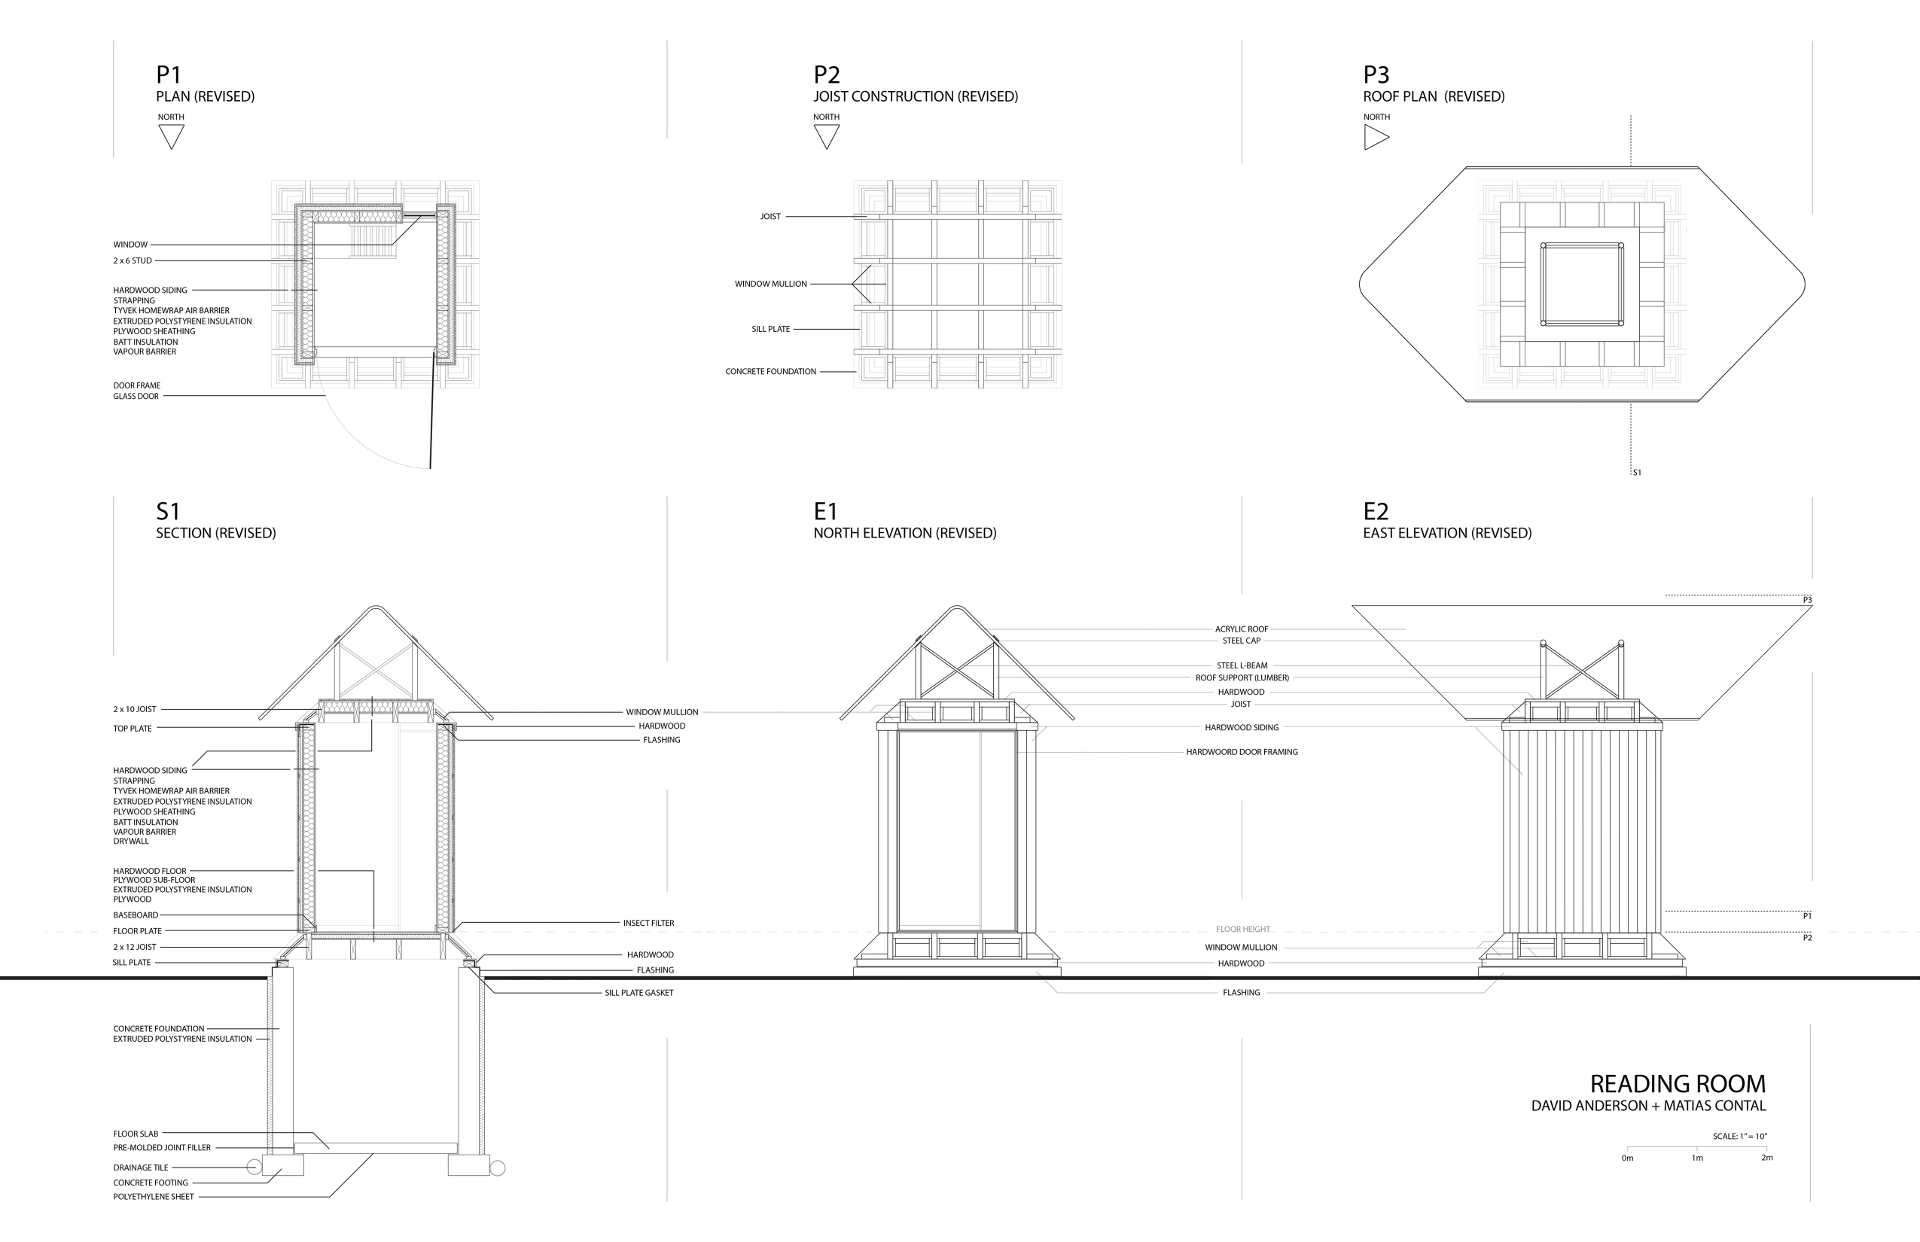 P1
PLAN (REVISED)
NORTH
WINDOW
2 x 6 STUD
HARDWOOD SIDING
STRAPPING
TYVEK HOMEWRAP AIR BARRIER
EXTRUDED POLYSTYRENE INSULATION
PLYWOOD SHEATHING
BATT INSULATION
VAPOUR BARRIER
DOOR FRAME
GLASS DOOR
P2
JOIST CONSTRUCTION (REVISED)
NORTH
JOIST
WINDOW MULLION
SILL PLATE
CONCRETE FOUNDATION
P3
ROOF PLAN (REVISED)
NORTH
S1
S1
SECTION (REVISED)
2 x 10 JOIST
TOP PLATE
HARDWOOD SIDING
STRAPPING
TYVEK HOMEWRAP AIR BARRIER
EXTRUDED POLYSTYRENE INSULATION
PLYWOOD SHEATHING
BATT INSULATION
VAPOUR BARRIER
DRYWALL
HARDWOOD FLOOR
PLYWOOD SUB-FLOOR
EXTRUDED POLYSTYRENE INSULATION
PLYWOOD
BASEBOARD
FLOOR PLATE
2 x 12 JOIST
SILL PLATE
CONCRETE FOUNDATION
EXTRUDED POLYSTYRENE INSULATION
FLOOR SLAB
PRE-MOLDED JOINT FILLER
DRAINAGE TILE
CONCRETE FOOTING
POLYETHYLENE SHEET
WINDOW MULLION
HARDWOOD
FLASHING
INSECT FILTER
HARDWOOD
FLASHING
SILL PLATE GASKET
E1
NORTH ELEVATION (REVISED)
ACRYLIC ROOF
STEEL CAP
STEEL L-BEAM
ROOF SUPPORT (LUMBER)
HARDWOOD
JOIST
HARDWOOD SIDING
HARDWOORD DOOR FRAMING
FLOOR HEIGHT
WINDOW MULLION
HARDWOOD
FLASHING
E2
EAST ELEVATION (REVISED)
P3
P1
P2
READING ROOM
DAVID ANDERSON + MATIAS CONTAL
SCALE: 1" = 10"
0m 1m 2m